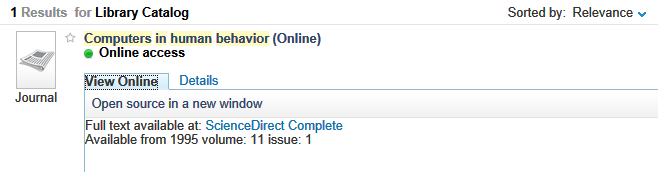 1 Results for Library Catalog
Sorted by: Relevance
Computers in human behavior (Online)
Online access
Journal
View Online Details
Open source in a new window
Full text available at: ScienceDirect Complete
Available from 1995 volume: 11 issue: 1